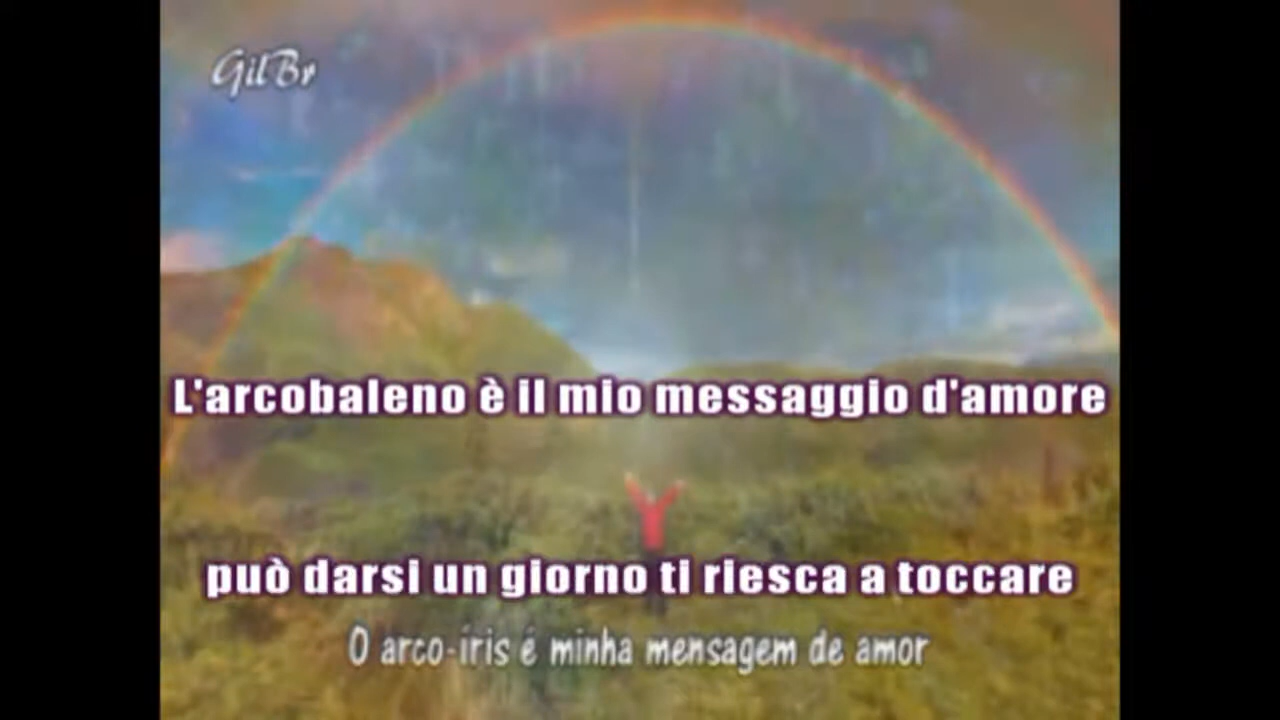 GilBr
L'arcobaleno è il mio messaggio d'amore
può darsi un giorno ti riesca a toccare
O arco-íris é minha mensagem de amor